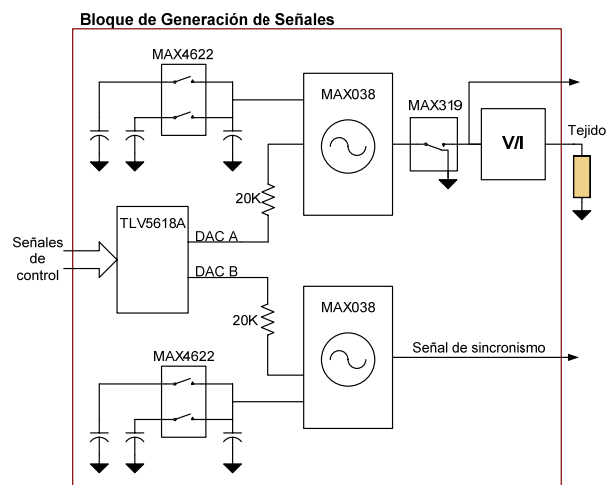 Bloque de Generación de Señales
MAX4622
MAX038
MAX319
V/I
Tejido
20K
TLV5618A
DAC A
Señales
de
control
DAC B
20K
MAX038
Señal de sincronismo
MAX4622